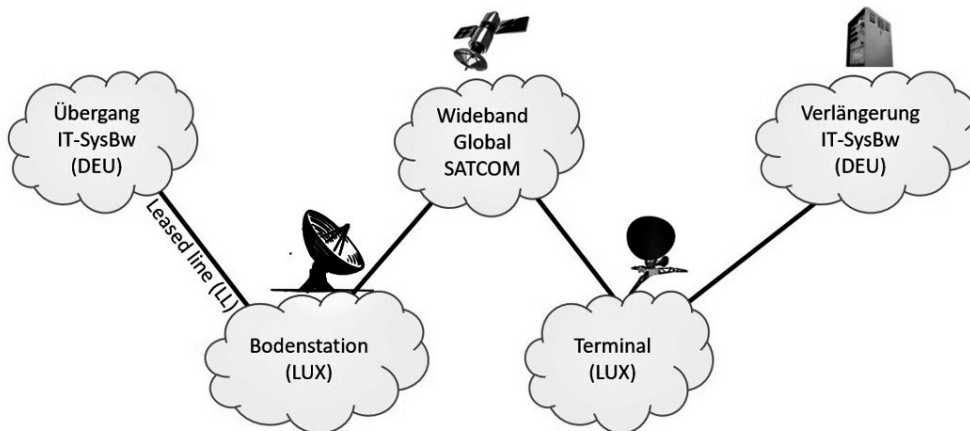 Übergang
IT-SysBw
(DEU)
Wideband
Global
SATCOM
Verlängerung
IT-SysBw
(DEU)
Leased line (LL)
Bodenstation
(LUX)
Terminal
(LUX)